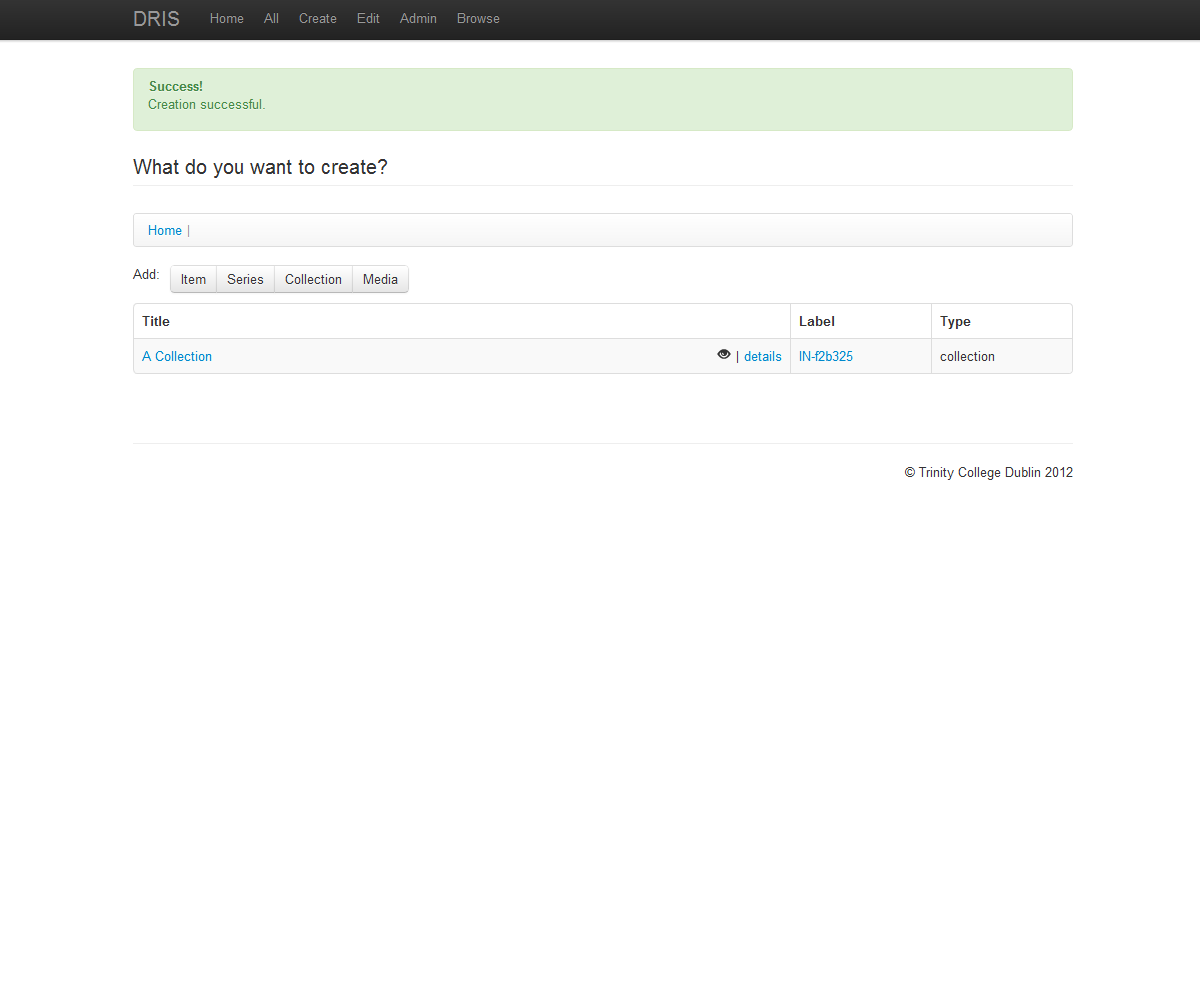 DRIS Home All Create Edit Admin Browse
Success!
Creation successful.
What do you want to create?
Home |
Add: Item Series Collection Media
Title Label Type
A Collection | details IN-f2b325 collection
© Trinity College Dublin 2012